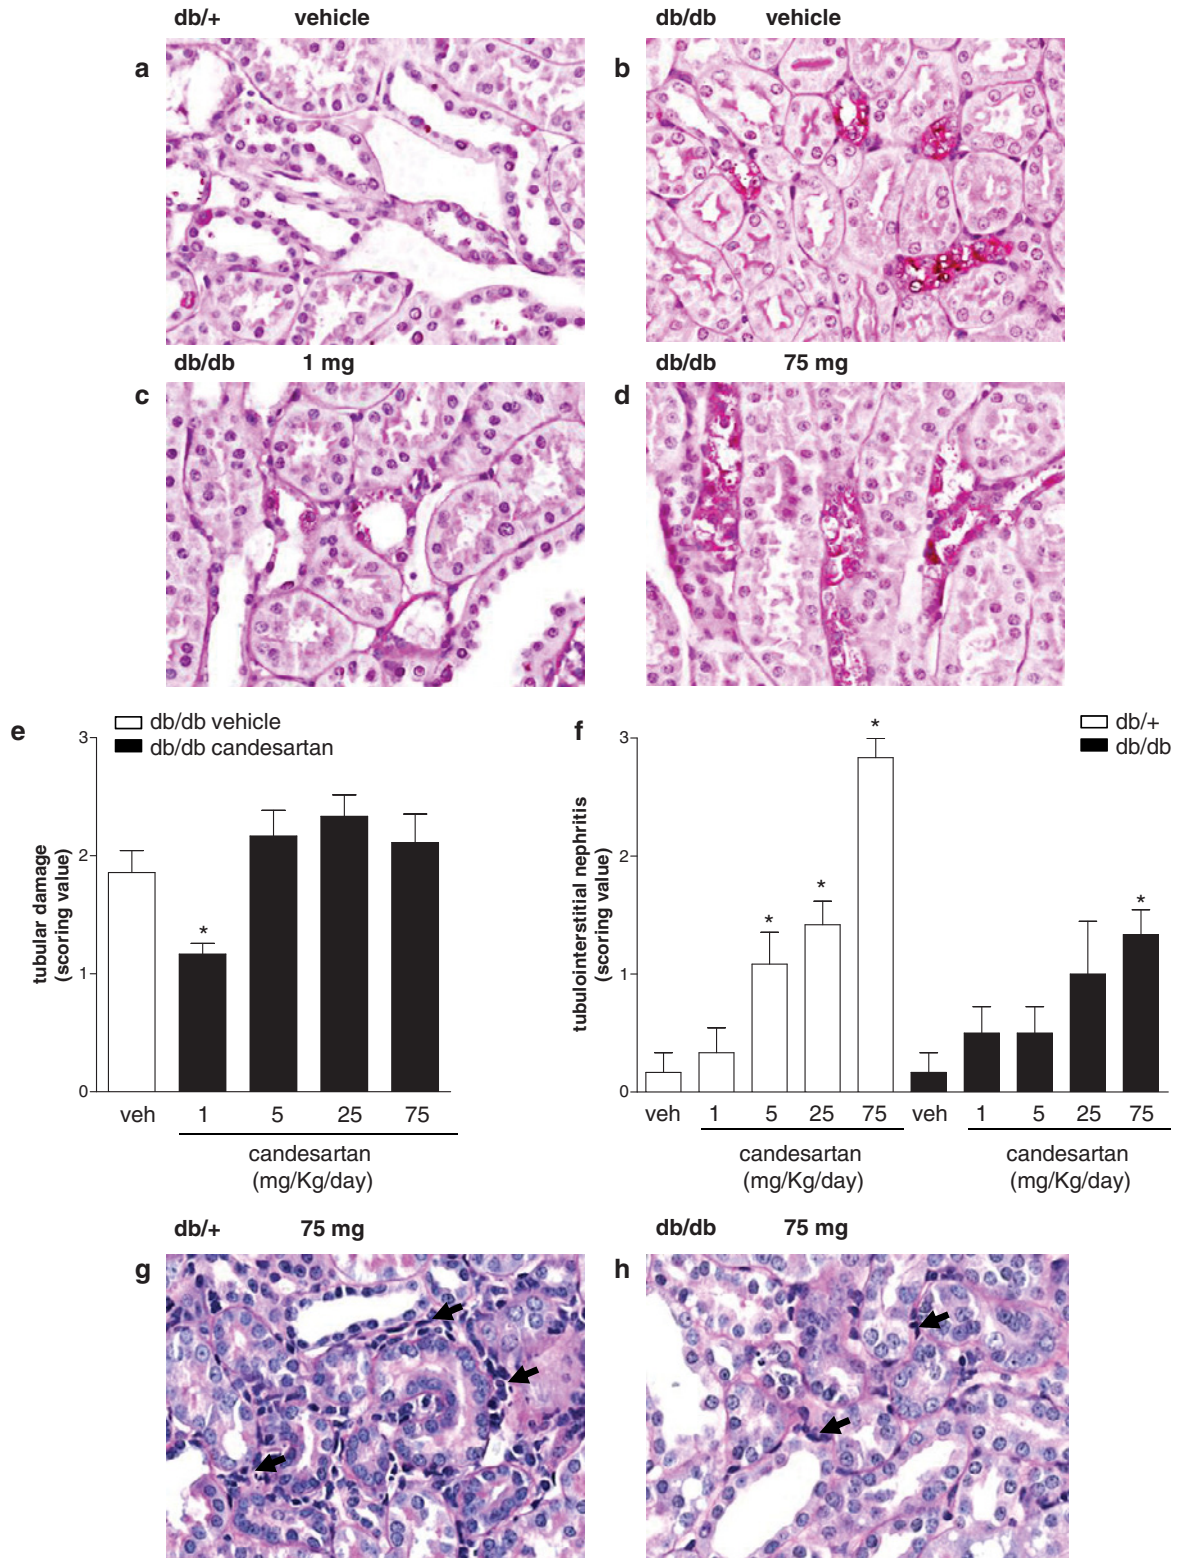 db/+ vehicle
db/db vehicle
a
b
db/db 1 mg
db/db 75 mg
c
d
e
db/db vehicle
db/db candesartan
tubular damage
(scoring value)
3
2
1
0
*
veh 1 5 25 75
candesartan
(mg/Kg/day)
f
db/+
db/db
tubulointerstitial nephritis
(scoring value)
3
2
1
0
* * * *
veh 1 5 25 75 veh 1 5 25 75
candesartan
(mg/Kg/day)
candesartan
(mg/Kg/day)
db/+ 75 mg
db/db 75 mg
g
h